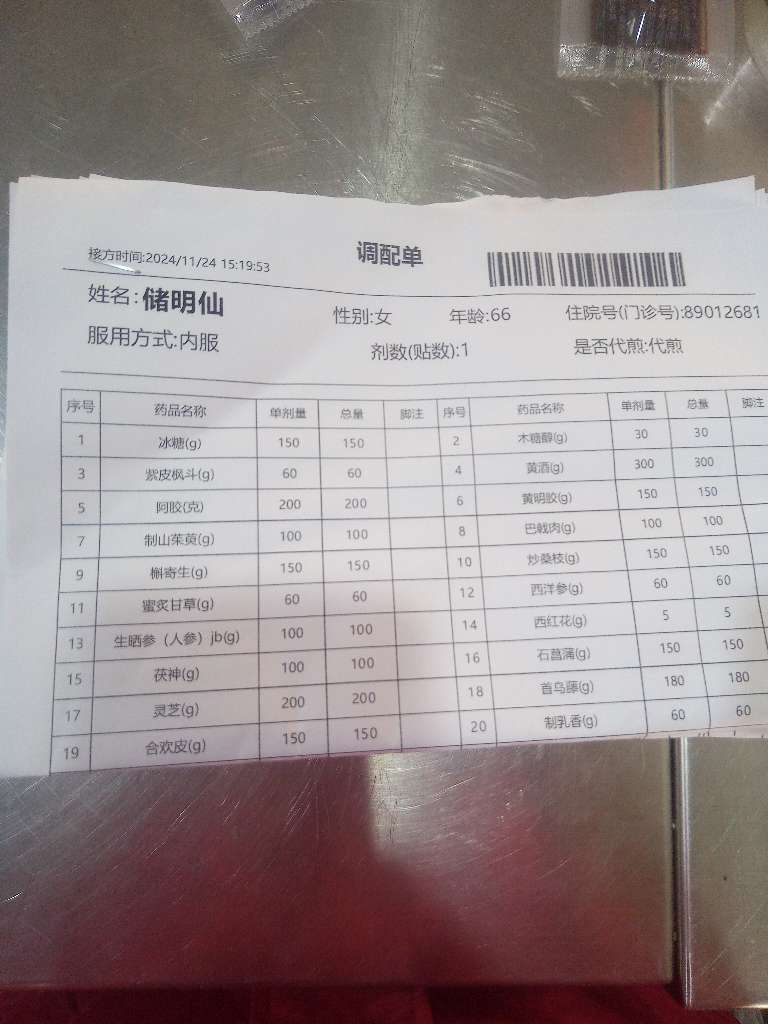 接方时间:2024/11/24 15:19:53
调配单
姓名:储明仙 性别:女 年龄:66 住院号(门诊号):89012681
服用方式:内服 剂数(贴数):1 是否代煎:代煎
序号 药品名称 单剂量 总量 脚注 序号 药品名称 单剂量 总量 脚注
1 冰糖(g) 150 150 2 木糖醇(g) 30 30
3 紫皮枫斗(g) 60 60 4 黄酒(g) 300 300
5 阿胶(克) 200 200 6 黄明胶(g) 150 150
7 制山茱萸(g) 100 100 8 巴戟肉(g) 100 100
9 槲寄生(g) 150 150 10 炒桑枝(g) 150 150
11 蜜炙甘草(g) 60 60 12 西洋参(g) 60 60
13 生晒参（人参）jb(g) 100 100 14 西红花(g) 5 5
15 茯神(g) 100 100 16 石菖蒲(g) 150 150
17 灵芝(g) 200 200 18 首乌藤(g) 180 180
19 合欢皮(g) 150 150 20 制乳香(g) 60 60